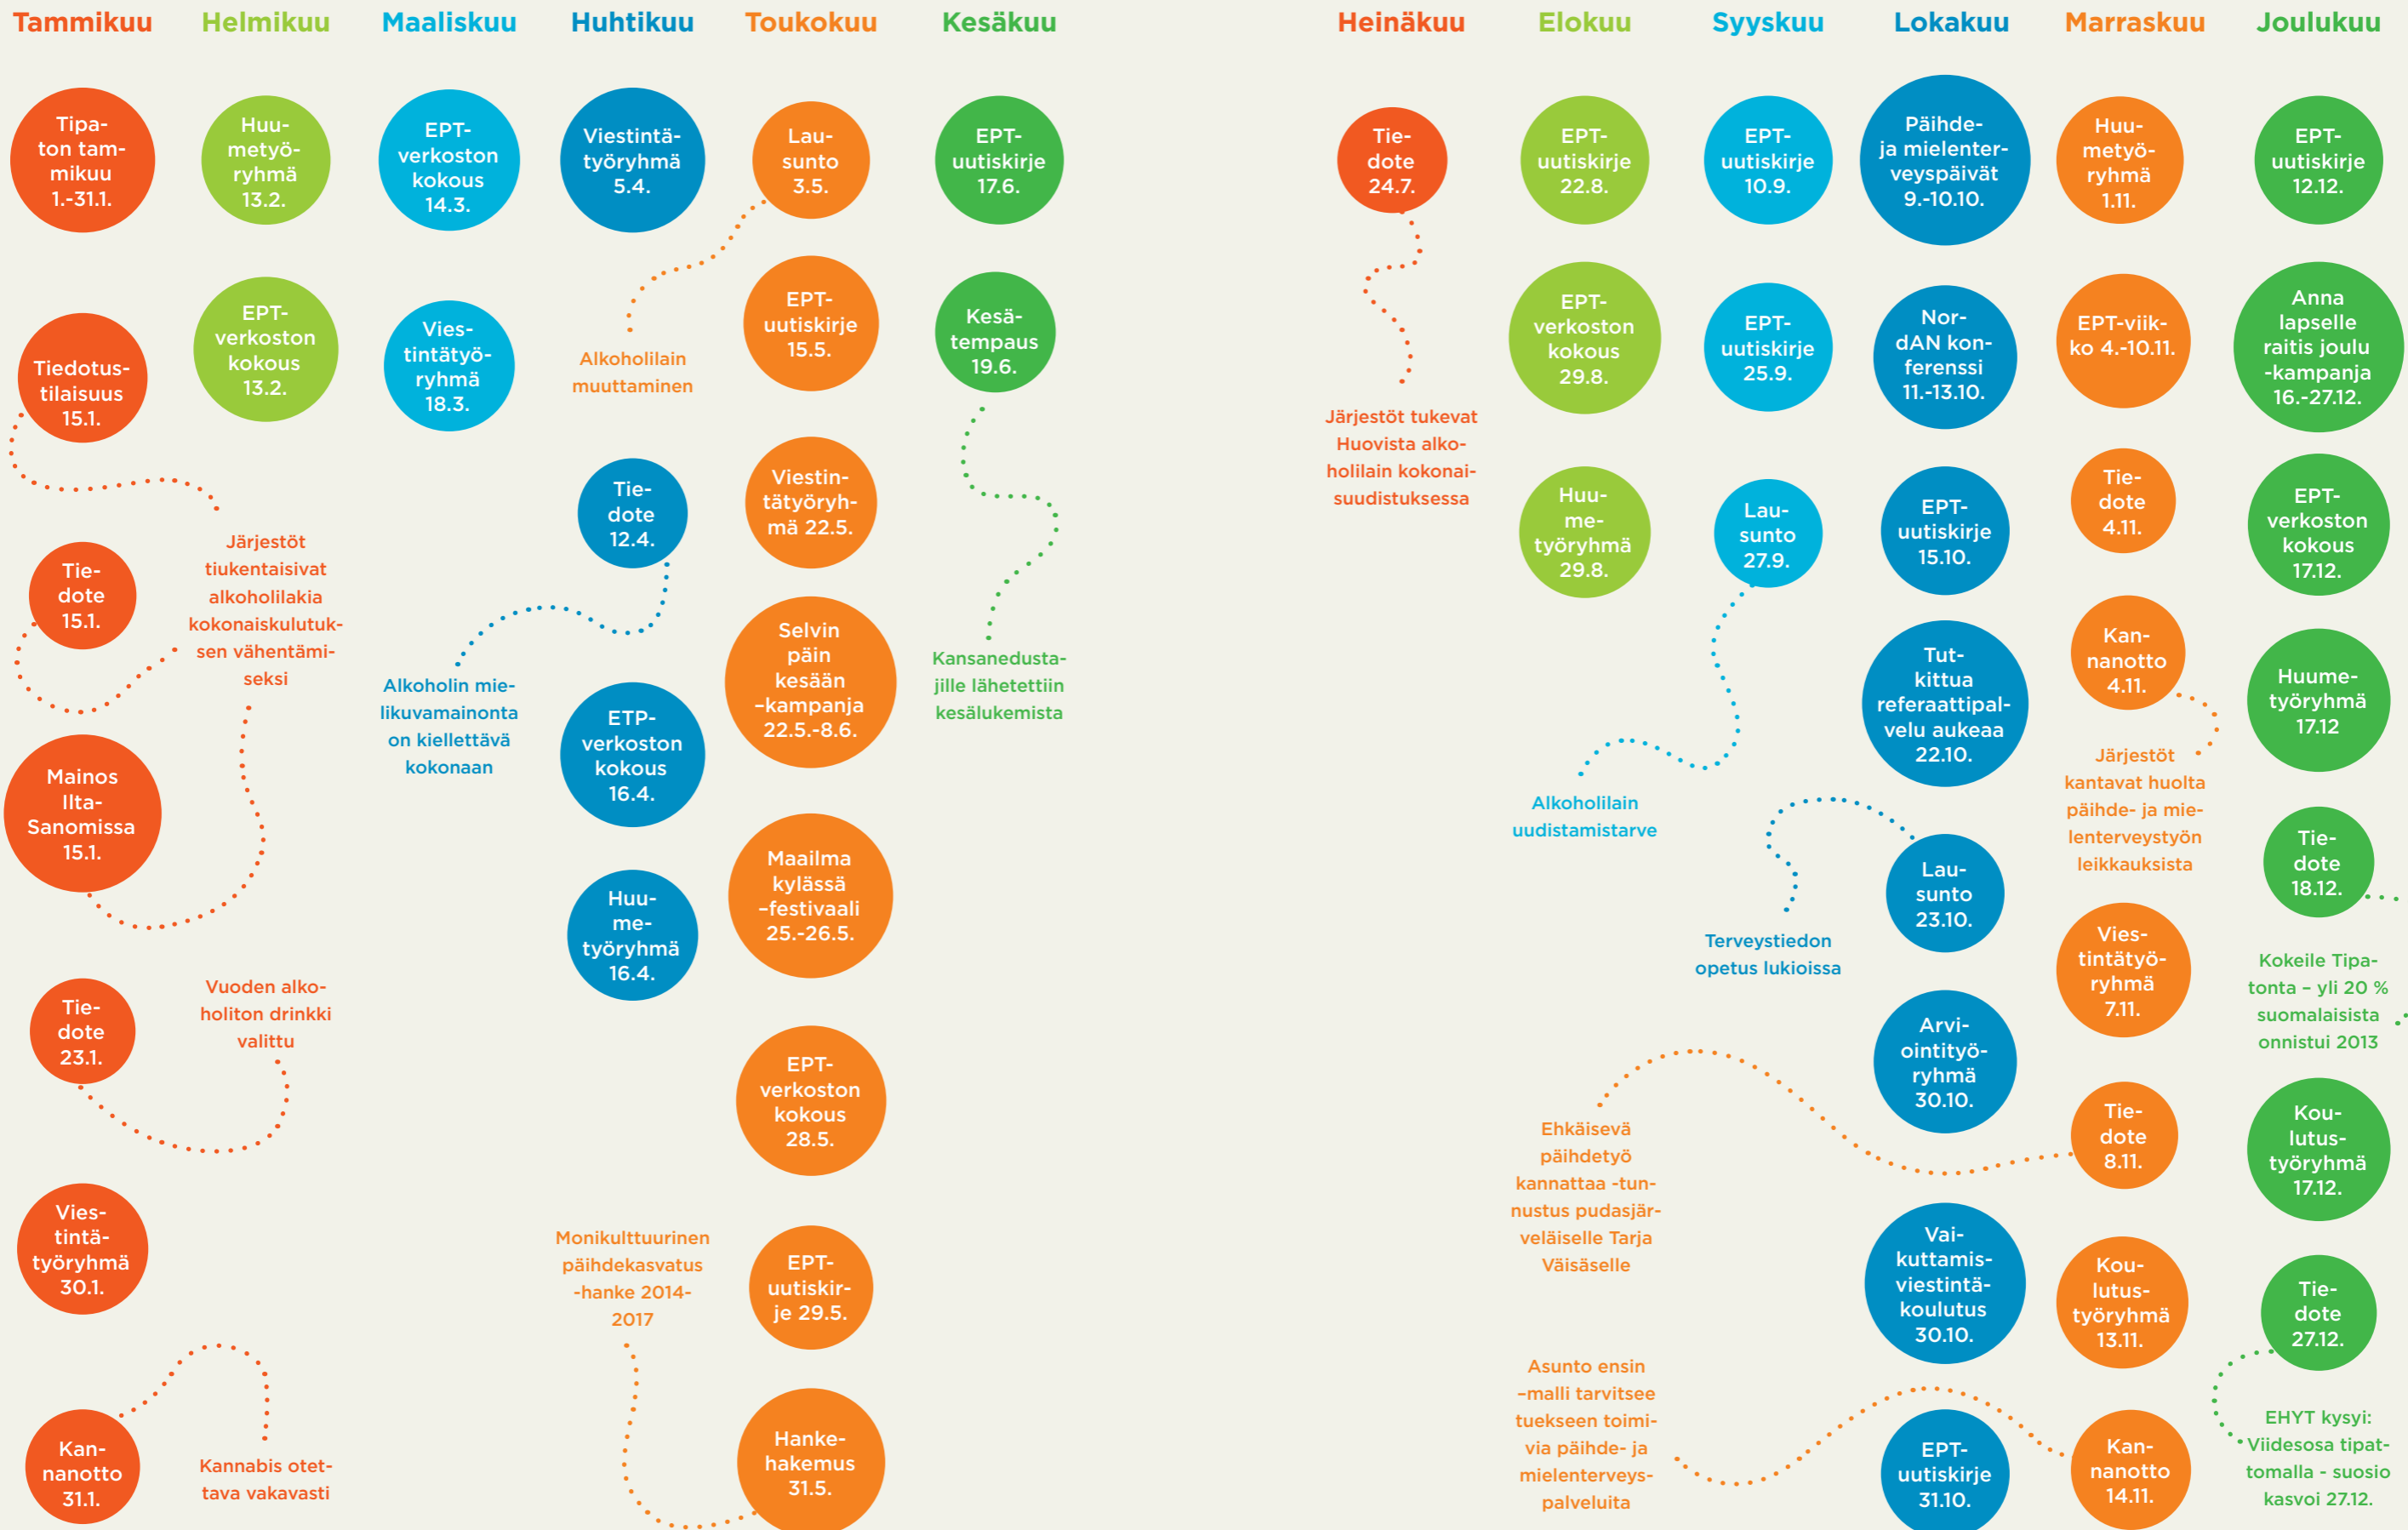 Tammikuu
Helmikuu
Maaliskuu
Huhtikuu
Toukokuu
Kesäkuu
Heinäkuu
Elokuu
Syyskuu
Lokakuu
Marraskuu
Joulukuu
Tipa-
ton tam-
mikuu
1.-31.1.
Tiedotus-
tilaisuus
15.1.
Tie-
dote
15.1.
Mainos
Ilta-
Sanomissa
15.1.
Järjestöt
tiukentaisivat
alkoholilakia
kokonaiskulutuk-
sen vähentämi-
seksi
Tie-
dote
23.1.
Vuoden alko-
holiton drinkki
valittu
Vies-
tintä-
työryhmä
30.1.
Kan-
nanotto
31.1.
Kannabis otet-
tava vakavasti
Huu-
metyö-
ryhmä
13.2.
EPT-
verkoston
kokous
13.2.
EPT-
verkoston
kokous
14.3.
Vies-
tintätyö-
ryhmä
18.3.
Viestintä-
työryhmä
5.4.
Tie-
dote
12.4.
Alkoholin mie-
likuvamainonta
on kiellettävä
kokonaan
ETP-
verkoston
kokous
16.4.
Huu-
me-
työryhmä
16.4.
Lau-
sunto
3.5.
Alkoholilain
muuttaminen
EPT-
uutiskirje
15.5.
Viestin-
tätyöryh-
mä 22.5.
Selvin
päin
kesään
–kampanja
22.5.-8.6.
Maailma
kylässä
–festivaali
25.-26.5.
EPT-
verkoston
kokous
28.5.
EPT-
uutiskir-
je 29.5.
Hanke-
hakemus
31.5.
Monikulttuurinen
päihdekasvatus
-hanke 2014-
2017
EPT-
uutiskirje
17.6.
Kesä-
tempaus
19.6.
Kansanedusta-
jille lähetettiin
kesälukemista
Tie-
dote
24.7.
Järjestöt tukevat
Huovista alko-
holilain kokonai-
suudistuksessa
EPT-
uutiskirje
22.8.
EPT-
verkoston
kokous
29.8.
Huu-
me-
työryhmä
29.8.
EPT-
uutiskirje
10.9.
EPT-
uutiskirje
25.9.
Lau-
sunto
27.9.
Alkoholilain
uudistamistarve
Päihde-
ja mielenter-
veyspäivät
9.-10.10.
Nor-
dAN kon-
ferenssi
11.-13.10.
EPT-
uutiskirje
15.10.
Tut-
kittua
referaattipal-
velu aukeaa
22.10.
Lau-
sunto
23.10.
Terveystiedon
opetus lukioissa
Arvi-
ointityö-
ryhmä
30.10.
Vai-
kuttamis-
viestintä-
koulutus
30.10.
EPT-
uutiskirje
31.10.
Huu-
metyö-
ryhmä
1.11.
EPT-viik-
ko 4.-10.11.
Tie-
dote
4.11.
Kan-
nanotto
4.11.
Järjestöt
kantavat huolta
päihde- ja mie-
lenterveystyön
leikkauksista
Vies-
tintätyö-
ryhmä
7.11.
Tie-
dote
8.11.
Ehkäisevä
päihdetyö
kannattaa -tun-
nustus pudasjär-
veläiselle Tarja
Väisäselle
Kou-
lutus-
työryhmä
13.11.
Kan-
nanotto
14.11.
Asunto ensin
–malli tarvitsee
tuekseen toimi-
via päihde- ja
mielenterveys-
palveluita
EPT-
uutiskirje
12.12.
Anna
lapselle
raitis joulu
-kampanja
16.-27.12.
EPT-
verkoston
kokous
17.12.
Huume-
työryhmä
17.12
Tie-
dote
18.12.
Kokeile Tipa-
tonta – yli 20 %
suomalaisista
onnistui 2013
Kou-
lutus-
työryhmä
17.12.
Tie-
dote
27.12.
EHYT kysyi:
Viidesosa tipat-
tomalla - suosio
kasvoi 27.12.